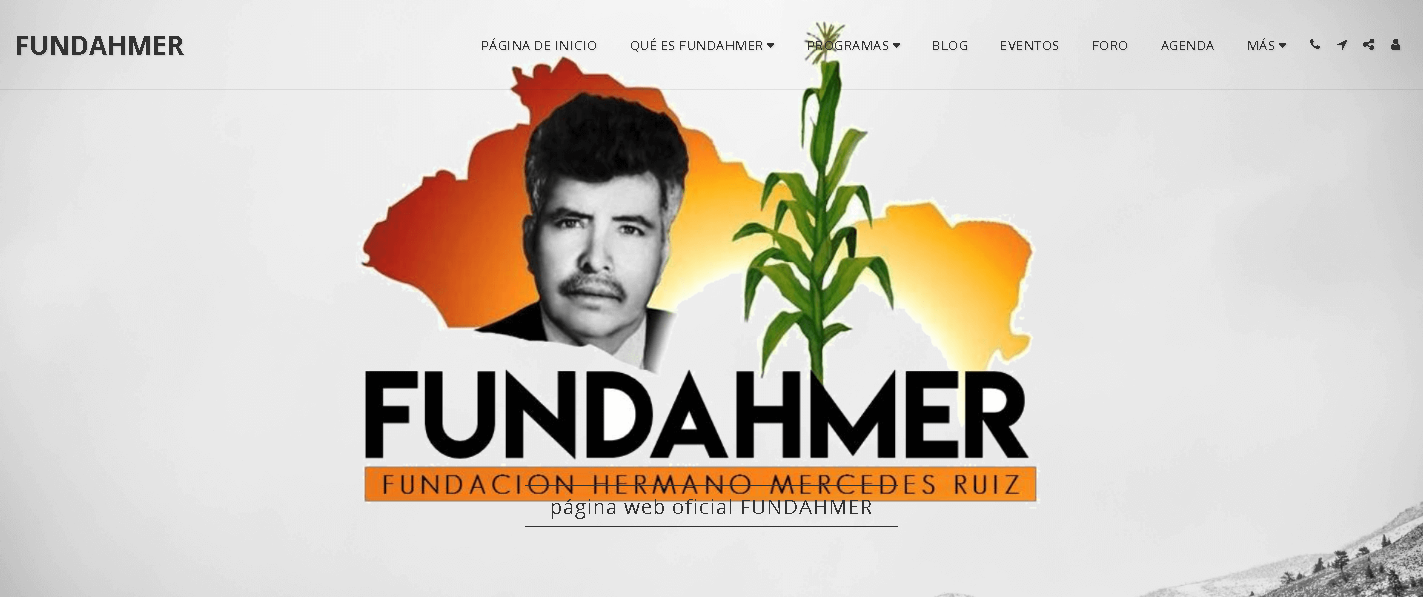 FUNDAHMER
PÁGINA DE INICIO QUÉ ES FUNDAHMER PROGRAMAS BLOG EVENTOS FORO AGENDA MÁS
FUNDAHMER
FUNDACION HERMANO MERCEDES RUIZ
página web oficial FUNDAHMER